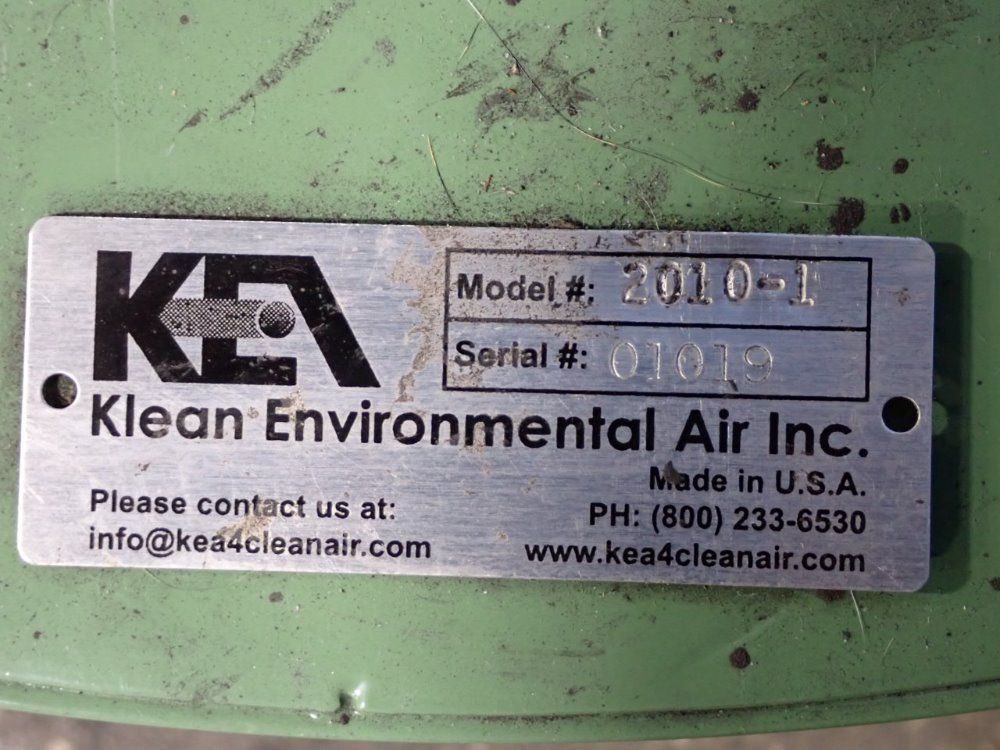 KEA
Model #: 2010-1
Serial #: 01019
Klean Environmental Air Inc.
Made in U.S.A.
Please contact us at:
PH: (800) 233-6530
info@kea4cleanair.com
www.kea4cleanair.com